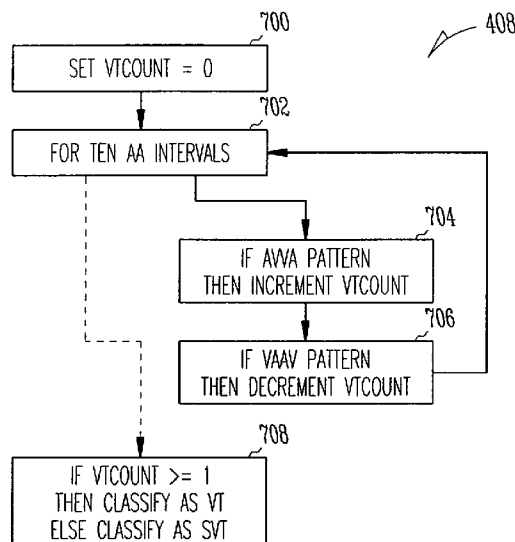 700
408
SET VTCOUNT = 0
702
FOR TEN AA INTERVALS
704
IF AVVA PATTERN
THEN INCREMENT VTCOUNT
706
IF VAAV PATTERN
THEN DECREMENT VTCOUNT
708
IF VTCOUNT >= 1
THEN CLASSIFY AS VT
ELSE CLASSIFY AS SVT